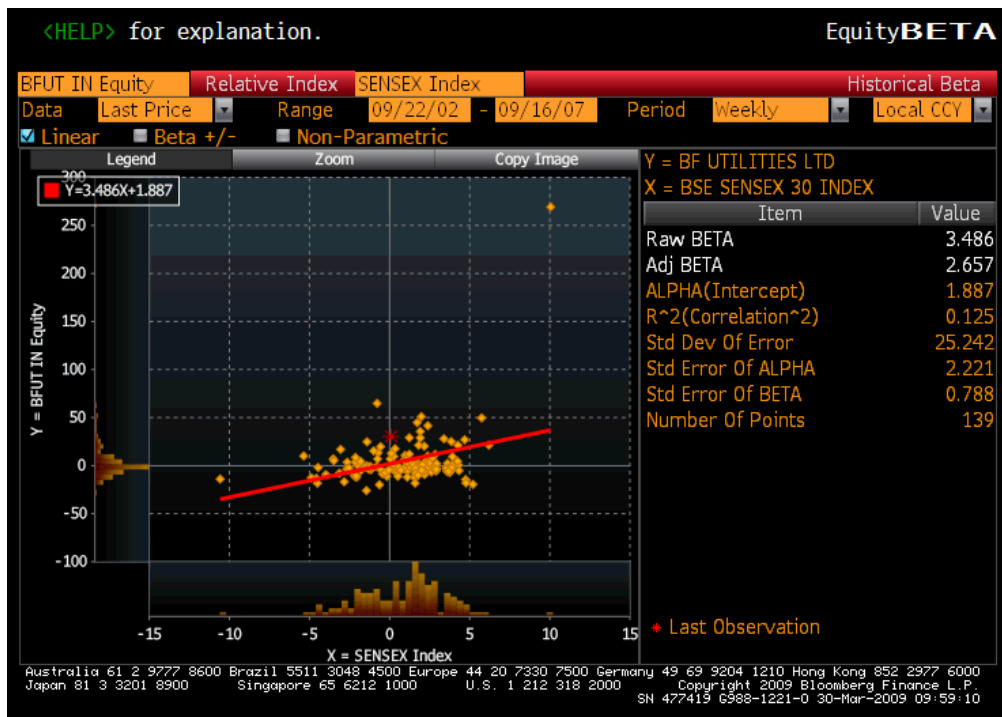 <HELP> for explanation. EquityBETA
BFUT IN Equity Relative Index SENSEX Index Historical Beta
Data Last Price Range 09/22/02 - 09/16/07 Period Weekly Local CCY
Linear Beta +/- Non-Parametric
Legend Zoom Copy Image
Y = BF UTILITIES LTD
X = BSE SENSEX 30 INDEX
Item Value
Raw BETA 3.486
Adj BETA 2.657
ALPHA(Intercept) 1.887
R^2(Correlation^2) 0.125
Std Dev Of Error 25.242
Std Error Of ALPHA 2.221
Std Error Of BETA 0.788
Number Of Points 139
* Last Observation
Y=3.486X+1.887
300
250
200
150
100
50
0
-50
-100
Y = BFUT IN Equity
-15 -10 -5 0 5 10 15
X = SENSEX Index
Australia 61 2 9777 8600 Brazil 5511 3048 4500 Europe 44 20 7330 7500 Germany 49 69 9204 1210 Hong Kong 852 2977 6000
Japan 81 3 3201 8900 Singapore 65 6212 1000 U.S. 1 212 318 2000 Copyright 2009 Bloomberg Finance L.P.
SN 477419 G988-1221-0 30-Mar-2009 09:59:10